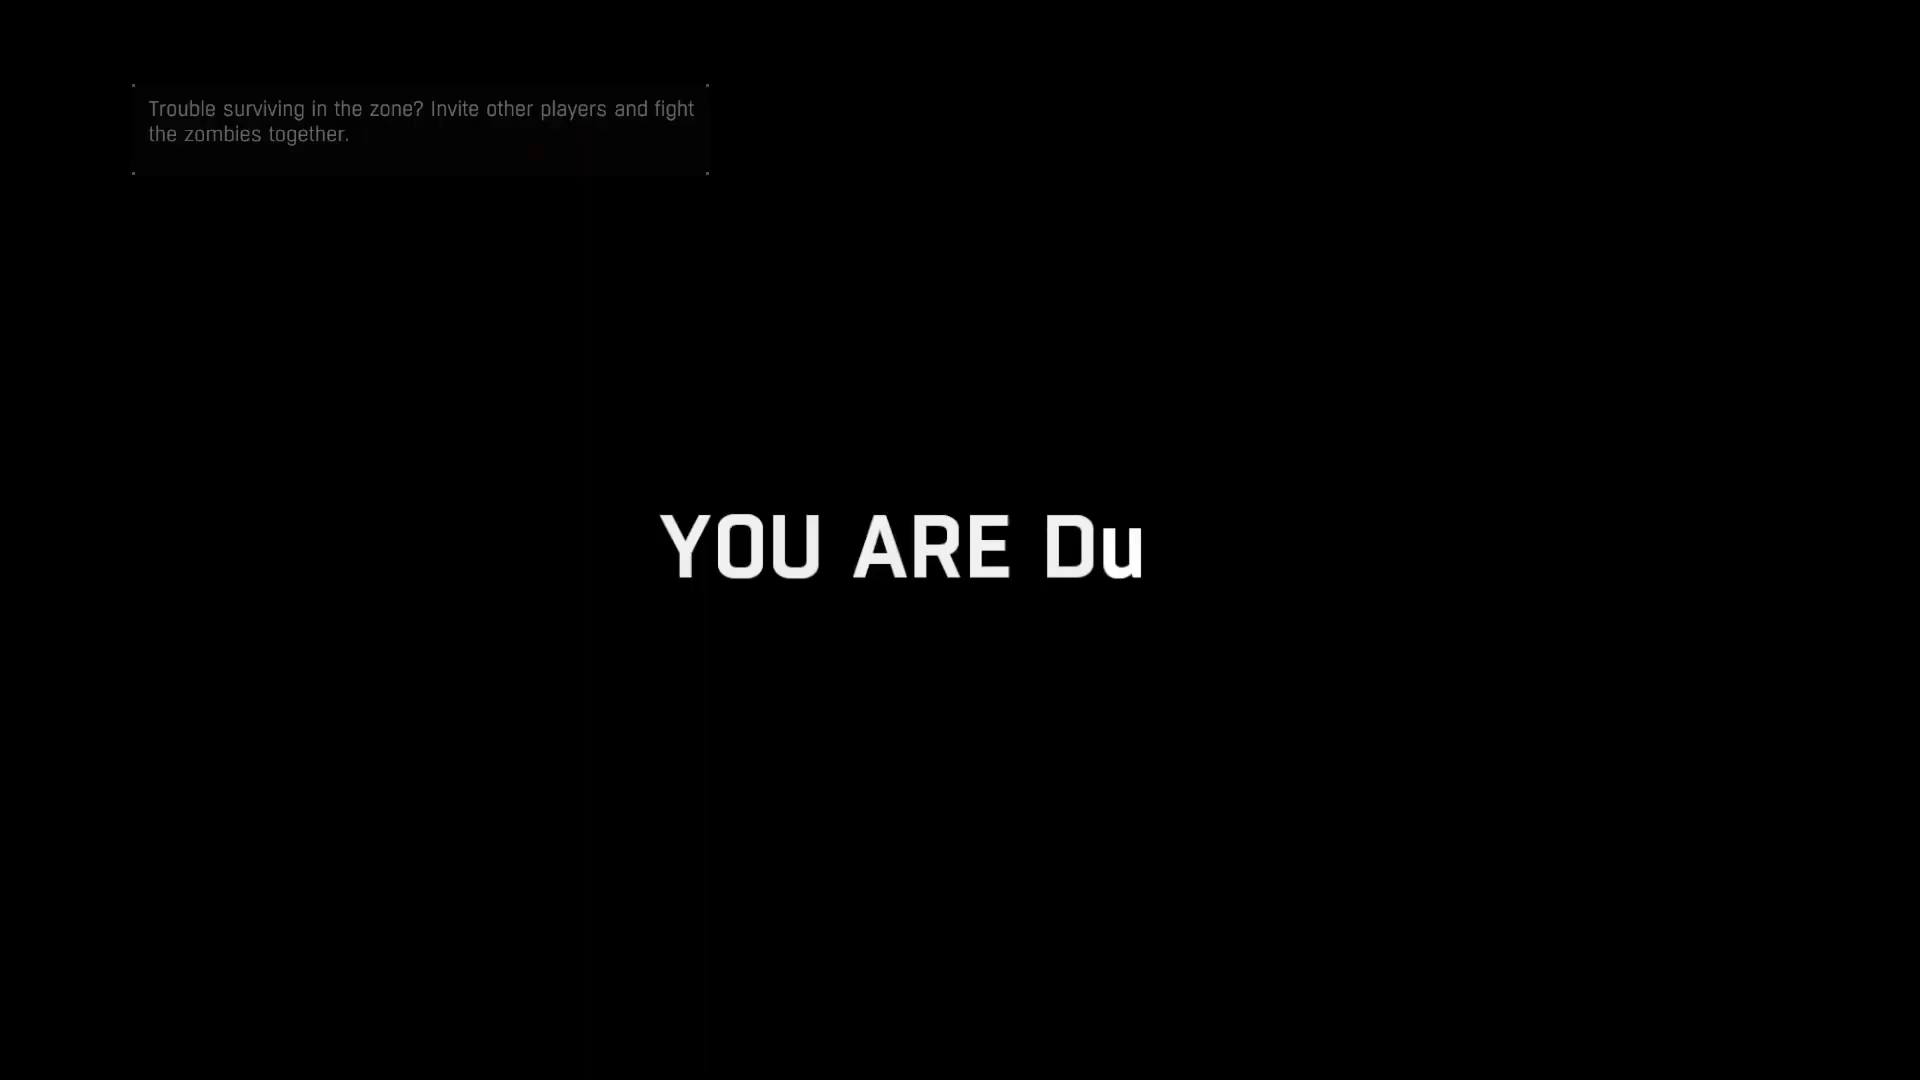 Trouble surviving in the zone? Invite other players and fight
the zombies together.
YOU ARE Du